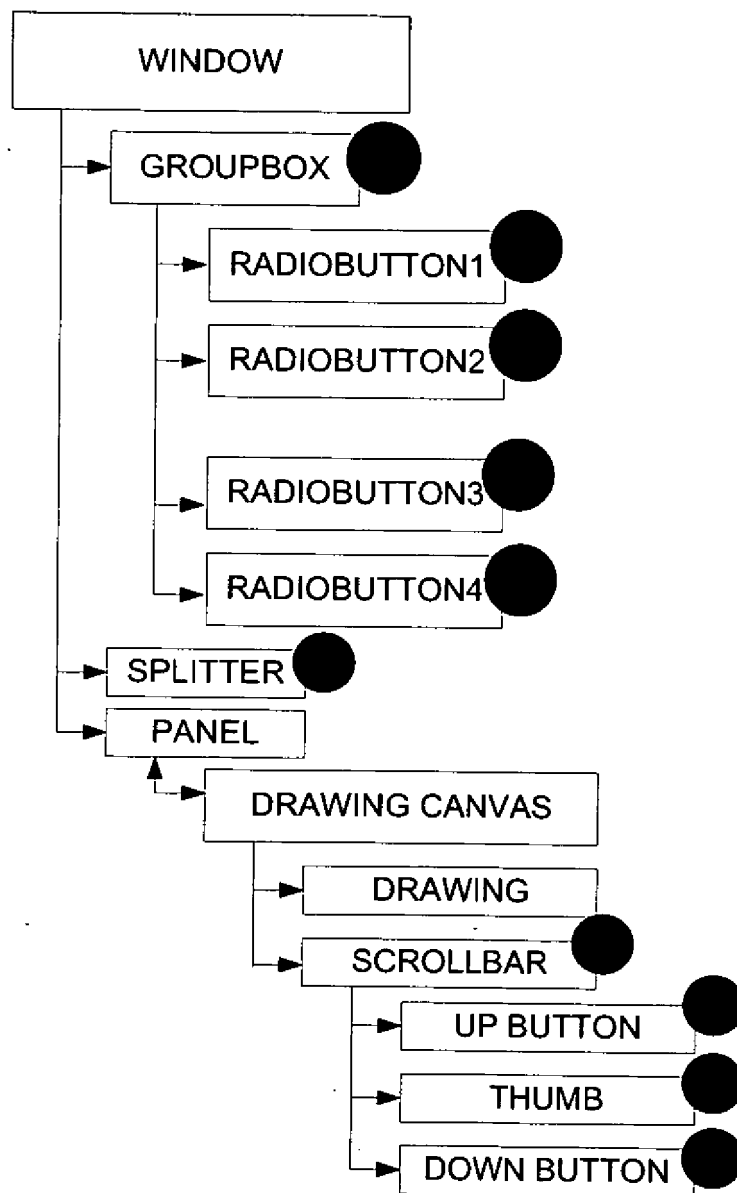 WINDOW
GROUPBOX
RADIOBUTTON1
RADIOBUTTON2
RADIOBUTTON3
RADIOBUTTON4
SPLITTER
PANEL
DRAWING CANVAS
DRAWING
SCROLLBAR
UP BUTTON
THUMB
DOWN BUTTON